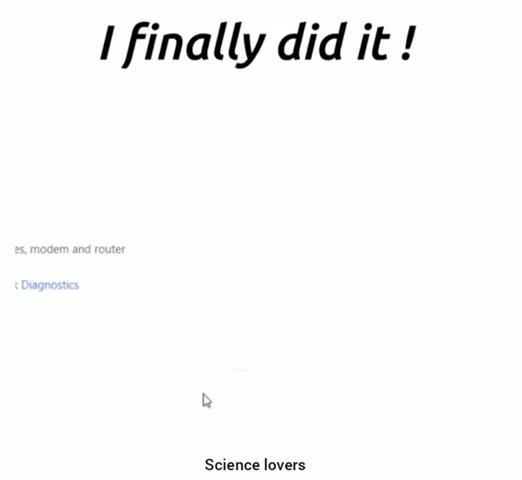 I finally did it !
es, modem and router
Diagnostics
Science lovers